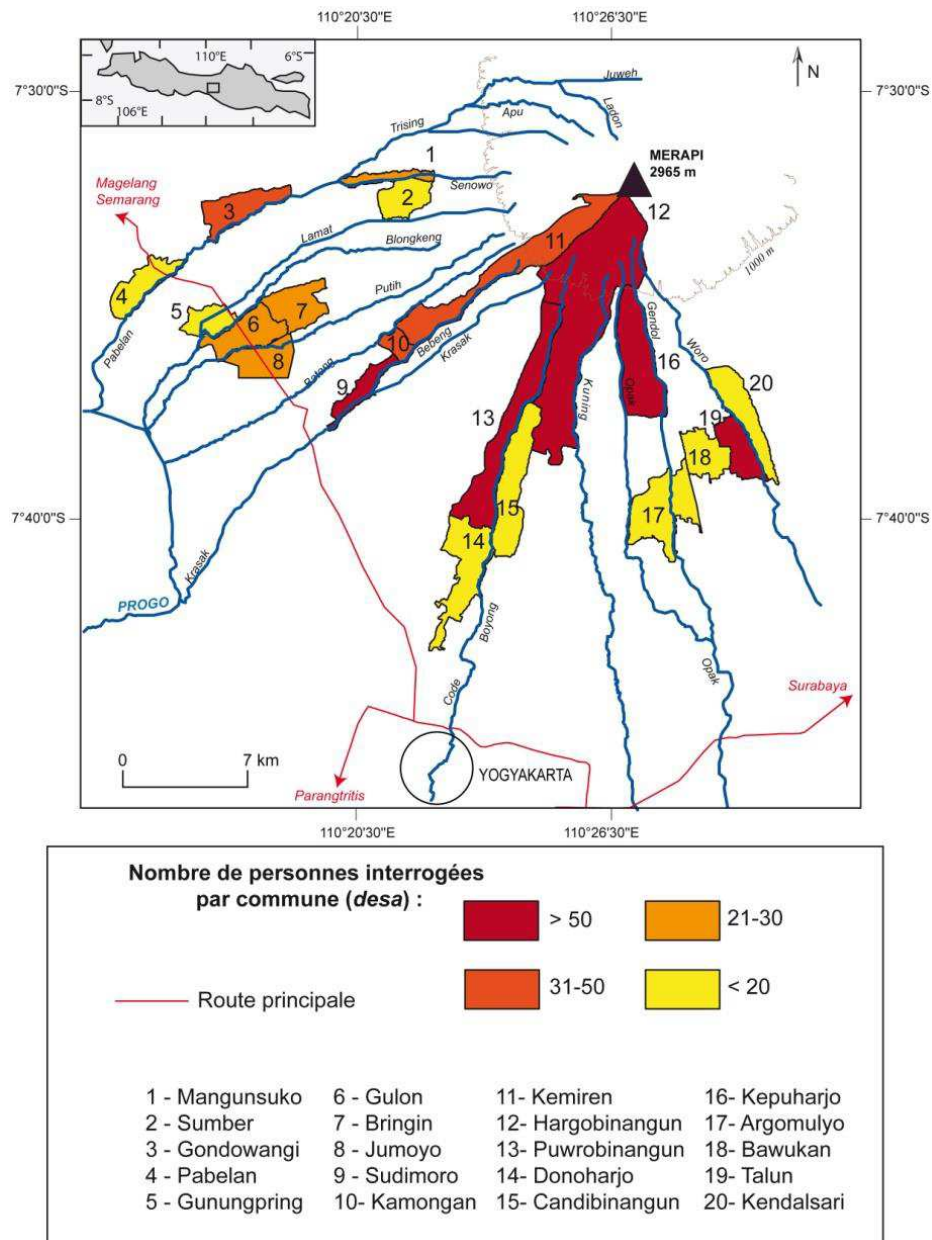 110°20'30"E
110°26'30"E
110°E
6°S
8°S
106°E
N
7°30'0"S
7°30'0"S
Juweh
Ladon
Apu
Trising
MERAPI
2965 m
1
Senowo
2
Magelang
Semarang
3
Lamat
Blongkeng
11
12
1000 m
4
5
6
7
Putih
Pabelan
8
10
Batang
Bebeng
Krasak
9
Gendol
Woro
16
20
Kuning
Opak
13
19
18
15
17
7°40'0"S
7°40'0"S
14
Krasak
PROGO
Boyong
Opak
Code
Surabaya
0
7 km
YOGYAKARTA
Parangtritis
110°20'30"E
110°26'30"E
Nombre de personnes interrogées
par commune (desa) :
> 50
21-30
31-50
< 20
Route principale
1 - Mangunsuko
2 - Sumber
3 - Gondowangi
4 - Pabelan
5 - Gunungpring
6 - Gulon
7 - Bringin
8 - Jumoyo
9 - Sudimoro
10- Kamongan
11- Kemiren
12- Hargobinangun
13- Puwrobinangun
14- Donoharjo
15- Candibinangun
16- Kepuharjo
17- Argomulyo
18- Bawukan
19- Talun
20- Kendalsari